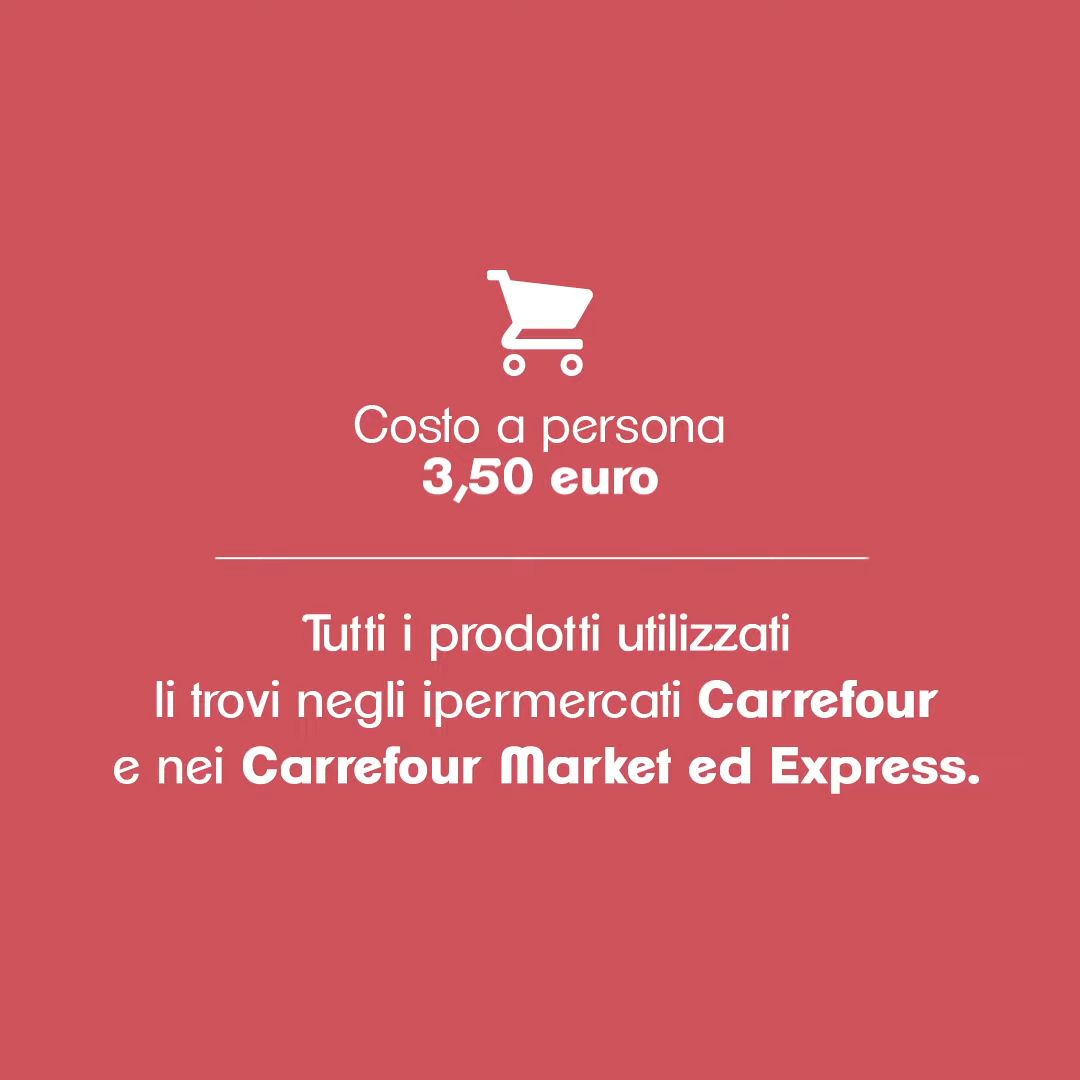 Costo a persona
3,50 euro
Tutti i prodotti utilizzati
li trovi negli ipermercati Carrefour
e nei Carrefour Market ed Express.